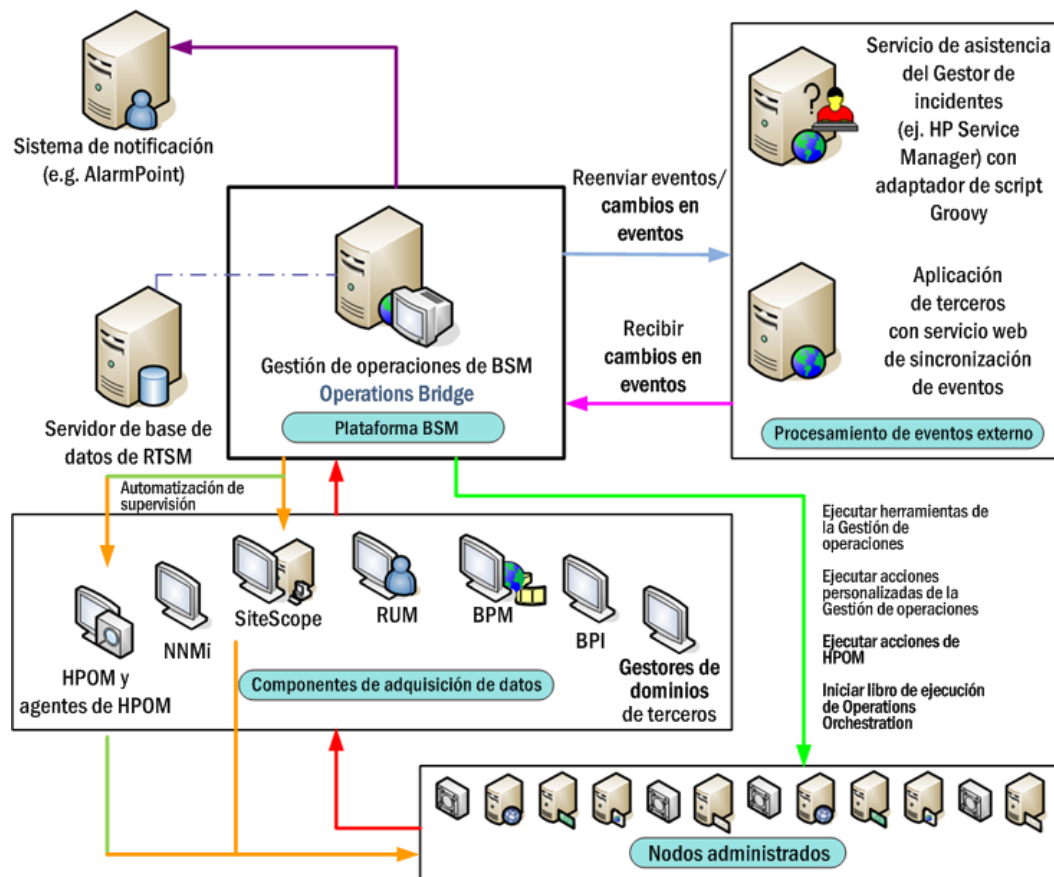 Sistema de notificación
(e.g. AlarmPoint)
Servicio de asistencia
del Gestor de
incidentes
(ej. HP Service
Manager) con
adaptador de script
Groovy
Reenviar eventos/
cambios en
eventos
Aplicación
de terceros
con servicio web
de sincronización
de eventos
Recibir
cambios en
eventos
Procesamiento de eventos externo
Gestión de operaciones de BSM
Operations Bridge
Plataforma BSM
Servidor de base de
datos de RTSM
Automatización de
supervisión
HPOM y
agentes de HPOM
NNMi
SiteScope
RUM
BPM
BPI
Gestores de
dominios
de terceros
Componentes de adquisición de datos
Ejecutar herramientas de
la Gestión de
operaciones
Ejecutar acciones
personalizadas de la
Gestión de operaciones
Ejecutar acciones de
HPOM
Iniciar libro de ejecución
de Operations
Orchestration
Nodos administrados